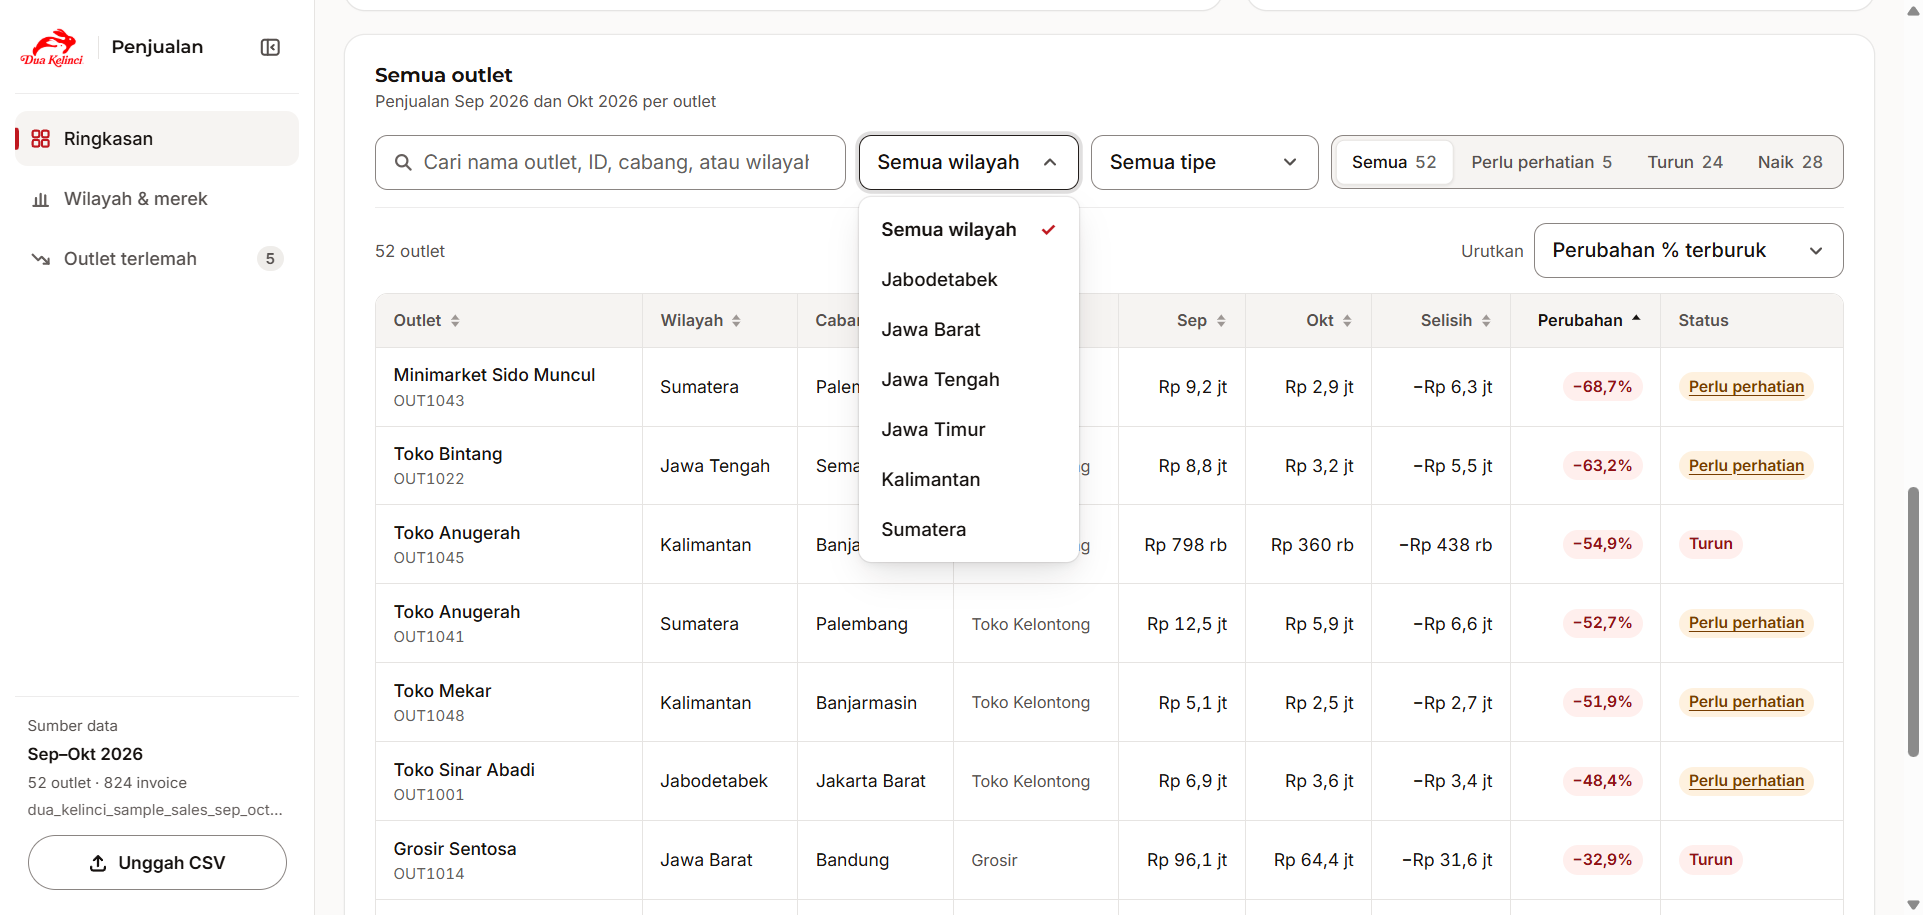 Dua Kelinci
Penjualan
Ringkasan
Wilayah & merek
Outlet terlemah 5
Sumber data
Sep–Okt 2026
52 outlet · 824 invoice
dua_kelinci_sample_sales_sep_oct...
Unggah CSV
Semua outlet
Penjualan Sep 2026 dan Okt 2026 per outlet
Cari nama outlet, ID, cabang, atau wilayah
Semua wilayah
Semua tipe
Semua 52 Perlu perhatian 5 Turun 24 Naik 28
Semua wilayah
Jabodetabek
Jawa Barat
Jawa Tengah
Jawa Timur
Kalimantan
Sumatera
52 outlet
Urutkan Perubahan % terburuk
Outlet Wilayah Sep Okt Selisih Perubahan Status
Minimarket Sido Muncul
OUT1043
Sumatera Rp 9,2 jt Rp 2,9 jt −Rp 6,3 jt −68,7% Perlu perhatian
Toko Bintang
OUT1022
Jawa Tengah Rp 8,8 jt Rp 3,2 jt −Rp 5,5 jt −63,2% Perlu perhatian
Toko Anugerah
OUT1045
Kalimantan Rp 798 rb Rp 360 rb −Rp 438 rb −54,9% Turun
Toko Anugerah
OUT1041
Sumatera Palembang Toko Kelontong Rp 12,5 jt Rp 5,9 jt −Rp 6,6 jt −52,7% Perlu perhatian
Toko Mekar
OUT1048
Kalimantan Banjarmasin Toko Kelontong Rp 5,1 jt Rp 2,5 jt −Rp 2,7 jt −51,9% Perlu perhatian
Toko Sinar Abadi
OUT1001
Jabodetabek Jakarta Barat Toko Kelontong Rp 6,9 jt Rp 3,6 jt −Rp 3,4 jt −48,4% Perlu perhatian
Grosir Sentosa
OUT1014
Jawa Barat Bandung Grosir Rp 96,1 jt Rp 64,4 jt −Rp 31,6 jt −32,9% Turun